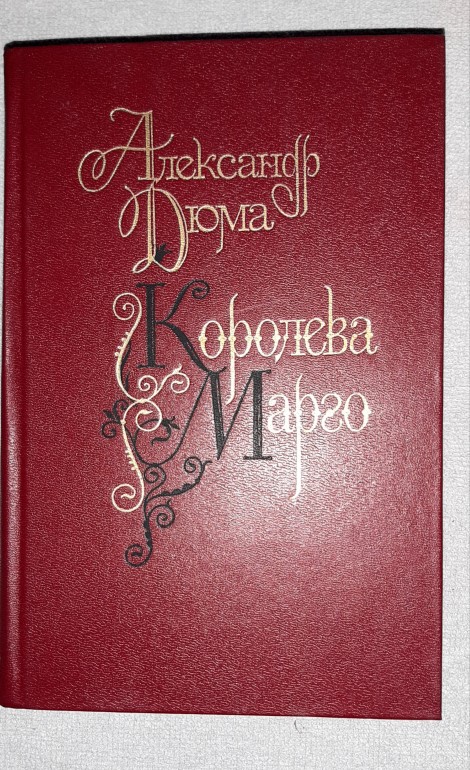 Александр
Дюма
Королева
Марго